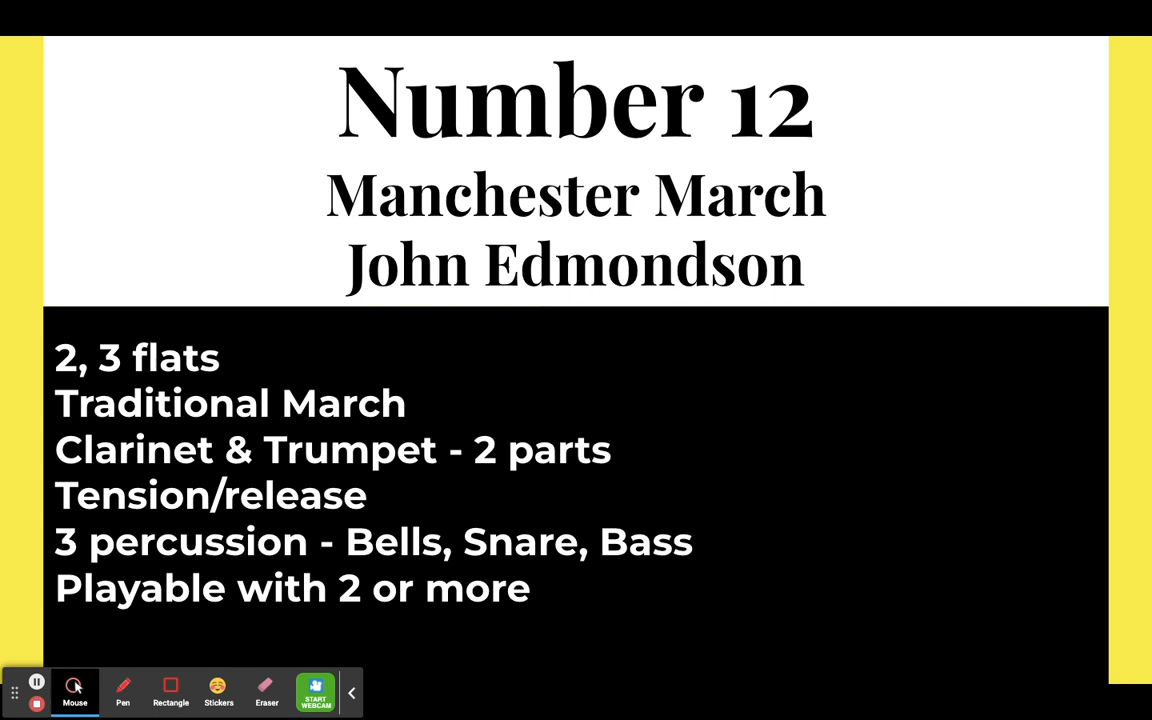 Number 12
Manchester March
John Edmondson
2, 3 flats
Traditional March
Clarinet & Trumpet - 2 parts
Tension/release
3 percussion - Bells, Snare, Bass
Playable with 2 or more
Mouse
Pen
Rectangle
Stickers
Eraser
START
WEBCAM